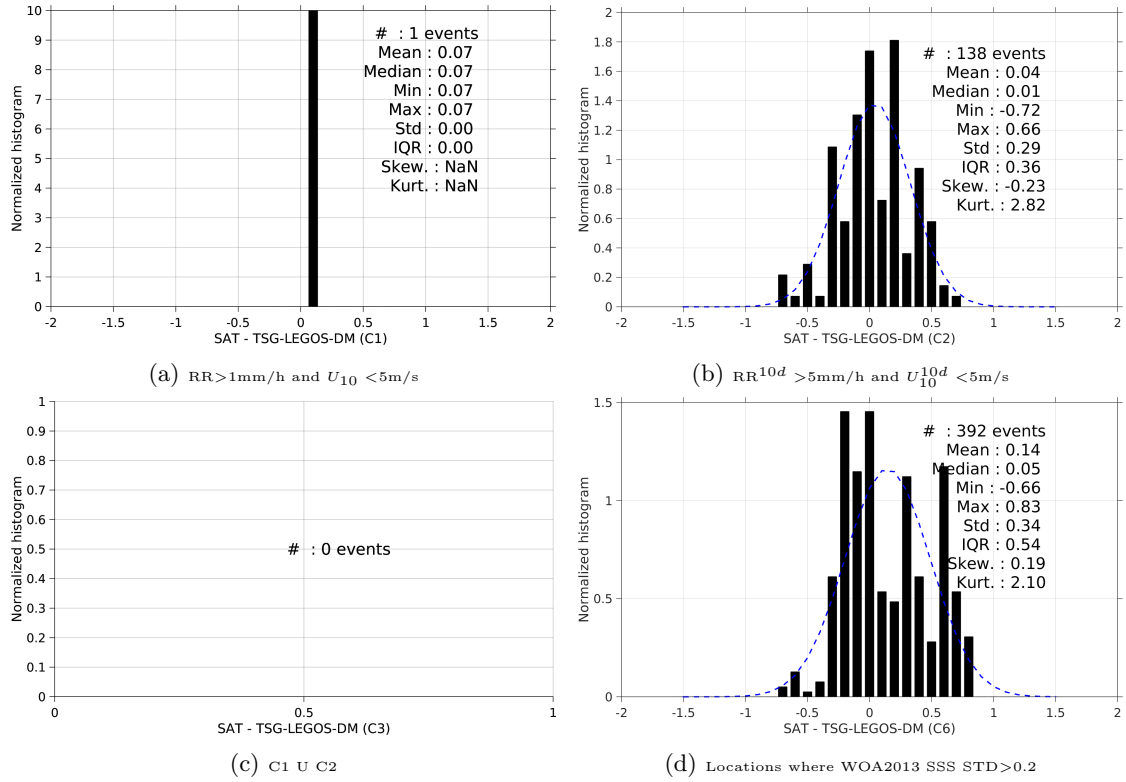 10
9
8
7
6
5
4
3
2
1
0
-2
-1.5
-1
-0.5
0
0.5
1
1.5
2
Normalized histogram
SAT - TSG-LEGOS-DM (C1)
# : 1 events
Mean : 0.07
Median : 0.07
Min : 0.07
Max : 0.07
Std : 0.00
IQR : 0.00
Skew. : NaN
Kurt. : NaN
(a) RR>1mm/h and U10 <5m/s
2
1.8
1.6
1.4
1.2
1
0.8
0.6
0.4
0.2
0
-2
-1.5
-1
-0.5
0
0.5
1
1.5
2
Normalized histogram
SAT - TSG-LEGOS-DM (C2)
# : 138 events
Mean : 0.04
Median : 0.01
Min : -0.72
Max : 0.66
Std : 0.29
IQR : 0.36
Skew. : -0.23
Kurt. : 2.82
(b) RR^10d >5mm/h and U10^10d <5m/s
1
0.9
0.8
0.7
0.6
0.5
0.4
0.3
0.2
0.1
0
0
0.5
1
Normalized histogram
SAT - TSG-LEGOS-DM (C3)
# : 0 events
(c) C1 U C2
1.5
1
0.5
0
-2
-1.5
-1
-0.5
0
0.5
1
1.5
2
Normalized histogram
SAT - TSG-LEGOS-DM (C6)
# : 392 events
Mean : 0.14
Median : 0.05
Min : -0.66
Max : 0.83
Std : 0.34
IQR : 0.54
Skew. : 0.19
Kurt. : 2.10
(d) Locations where WOA2013 SSS STD>0.2